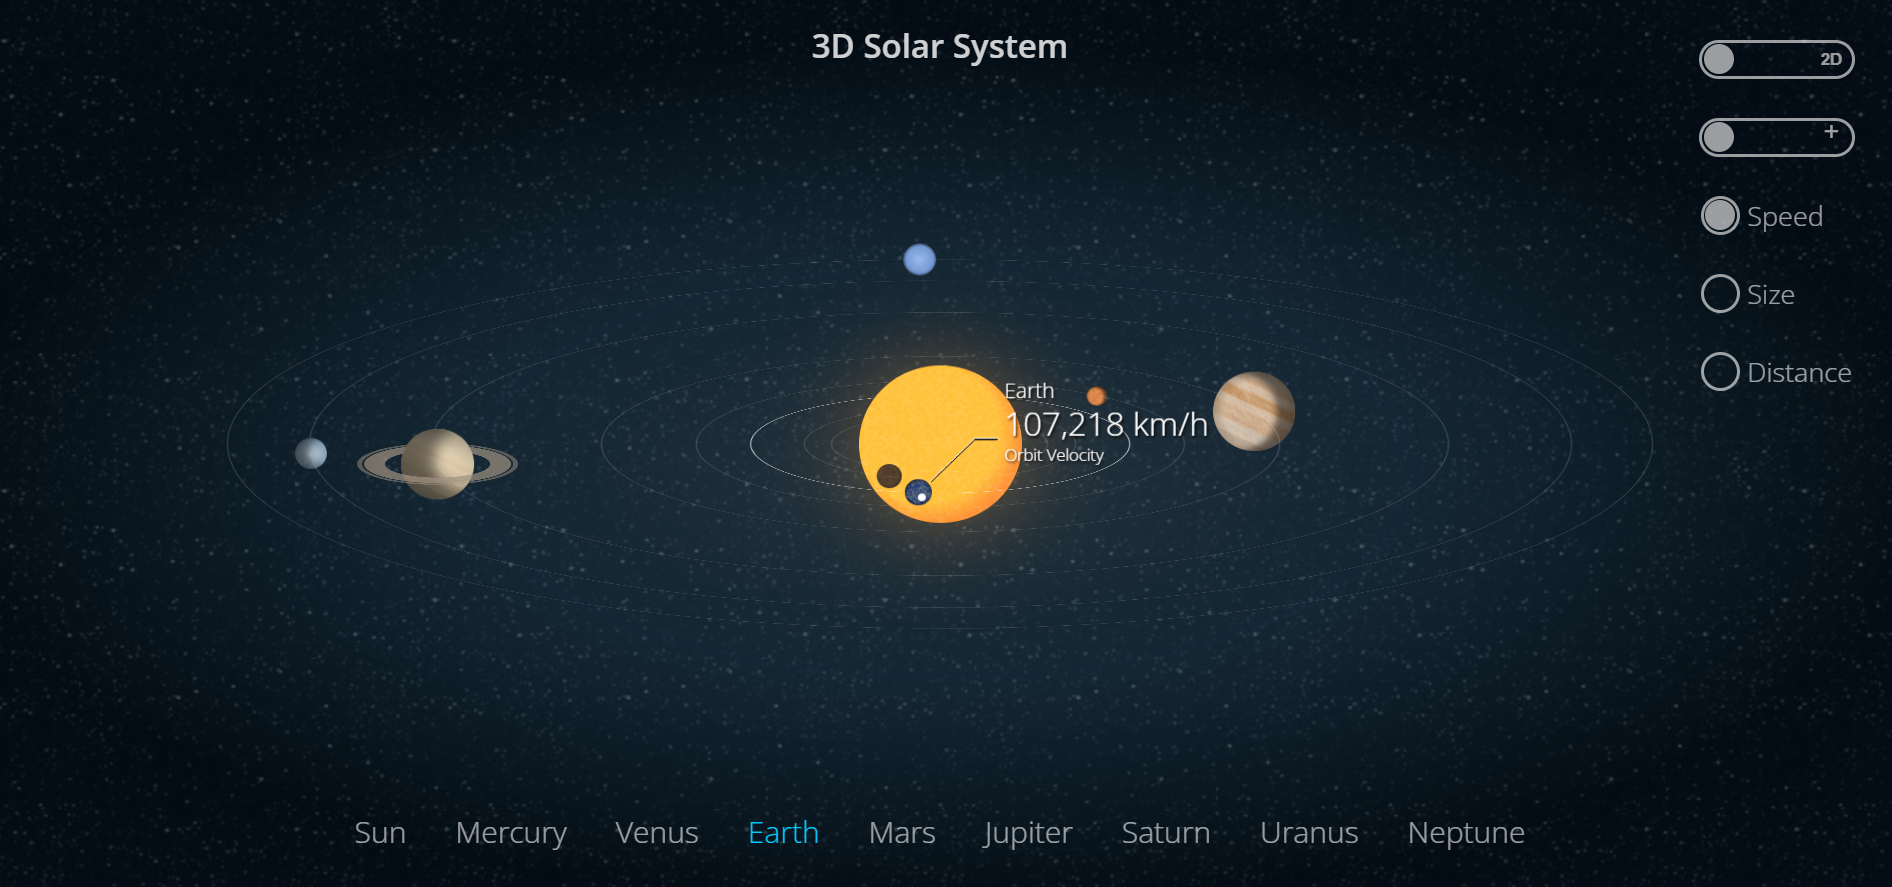 3D Solar System
2D
+
Speed
Size
Distance
Earth
107,218 km/h
Orbit Velocity
Sun Mercury Venus Earth Mars Jupiter Saturn Uranus Neptune